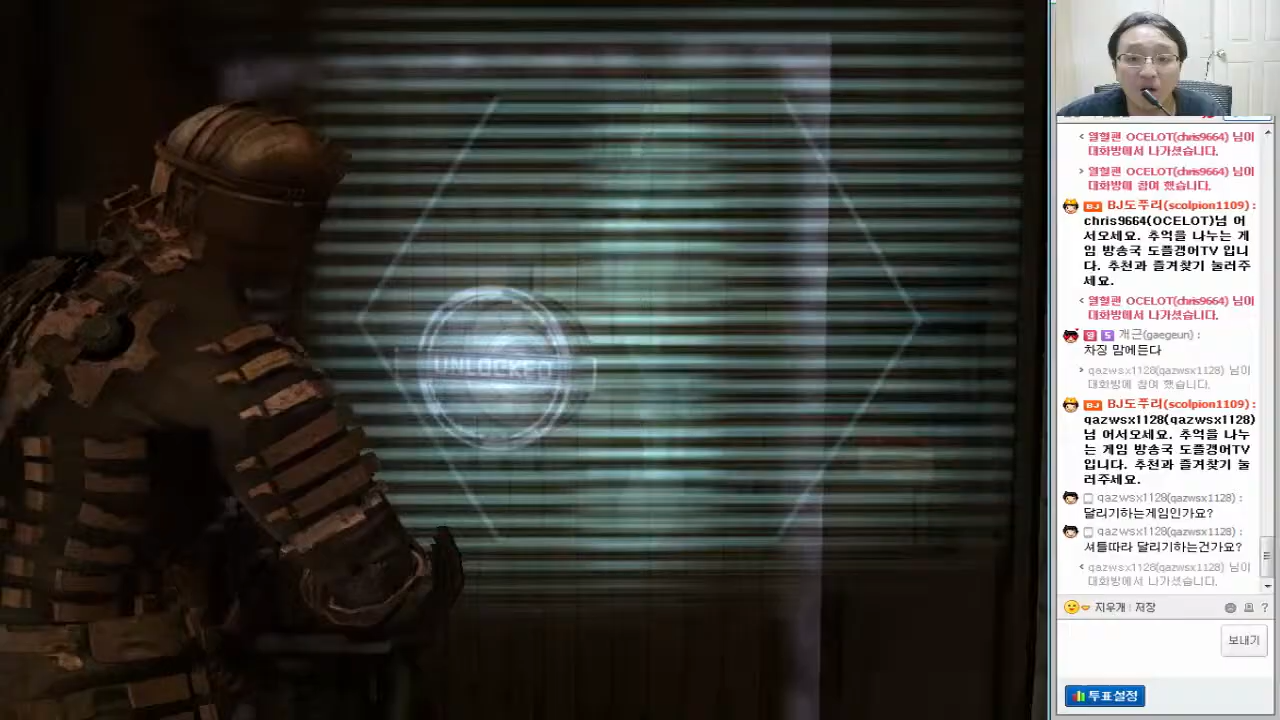 UNLOCKED
< 열혈팬 OCELOT(chris9664) 님이
대화방에서 나가셨습니다.
> 열혈팬 OCELOT(chris9664) 님이
대화방에 참여 했습니다.
BJ BJ도푸리(scolpion1109) :
chris9664(OCELOT)님 어
서오세요. 추억을 나누는 게
임 방송국 도플갱어TV 입니
다. 추천과 즐겨찾기 눌러주
세요.
< 열혈팬 OCELOT(chris9664) 님이
대화방에서 나가셨습니다.
열 S 개근(gaegeun) :
차징 맘에든다
> qazwsx1128(qazwsx1128) 님이
대화방에 참여 했습니다.
BJ BJ도푸리(scolpion1109) :
qazwsx1128(qazwsx1128)
님 어서오세요. 추억을 나누
는 게임 방송국 도플갱어TV
입니다. 추천과 즐겨찾기 눌
러주세요.
qazwsx1128(qazwsx1128) :
달리기하는게임인가요?
qazwsx1128(qazwsx1128) :
셔틀따라 달리기하는건가요?
< qazwsx1128(qazwsx1128) 님이
대화방에서 나가셨습니다.
지우개 | 저장 ?
보내기
투표설정